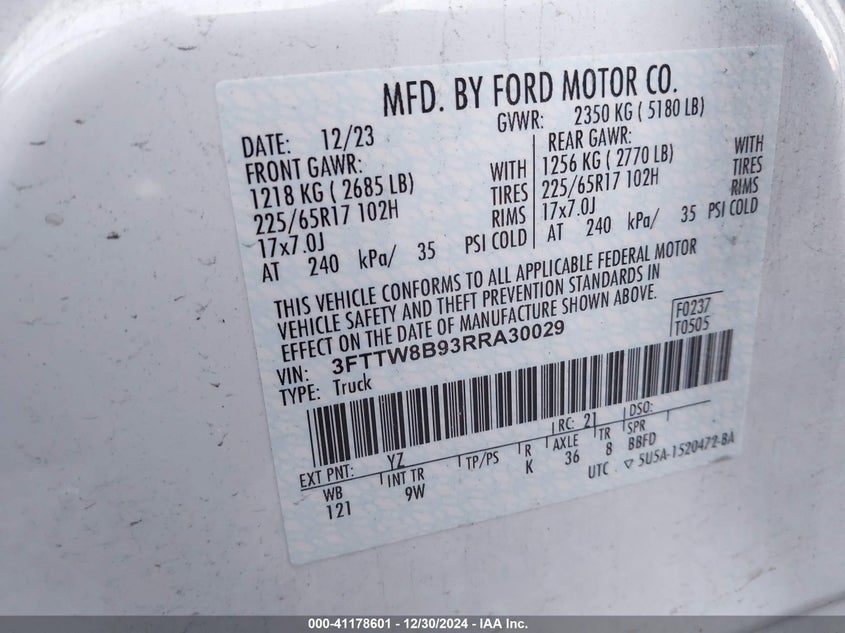 MFD. BY FORD MOTOR CO.
DATE: 12/23
GVWR: 2350 KG ( 5180 LB)
FRONT GAWR:
1218 KG ( 2685 LB) WITH
225/65R17 102H TIRES
17x7.0J RIMS
AT 240 kPa/ 35 PSI COLD
REAR GAWR:
1256 KG ( 2770 LB) WITH
225/65R17 102H TIRES
17x7.0J RIMS
AT 240 kPa/ 35 PSI COLD
THIS VEHICLE CONFORMS TO ALL APPLICABLE FEDERAL MOTOR
VEHICLE SAFETY AND THEFT PREVENTION STANDARDS IN
EFFECT ON THE DATE OF MANUFACTURE SHOWN ABOVE.
VIN: 3FTTW8B93RRA30029
F0237
T0505
TYPE: Truck
EXT PNT: YZ RC: 21 DSO:
WB INT TR TP/PS R AXLE TR SPR
121 9W K 36 8 BBFD
UTC ▽ 5U5A-1520472-BA
000-41178601 - 12/30/2024 - IAA Inc.